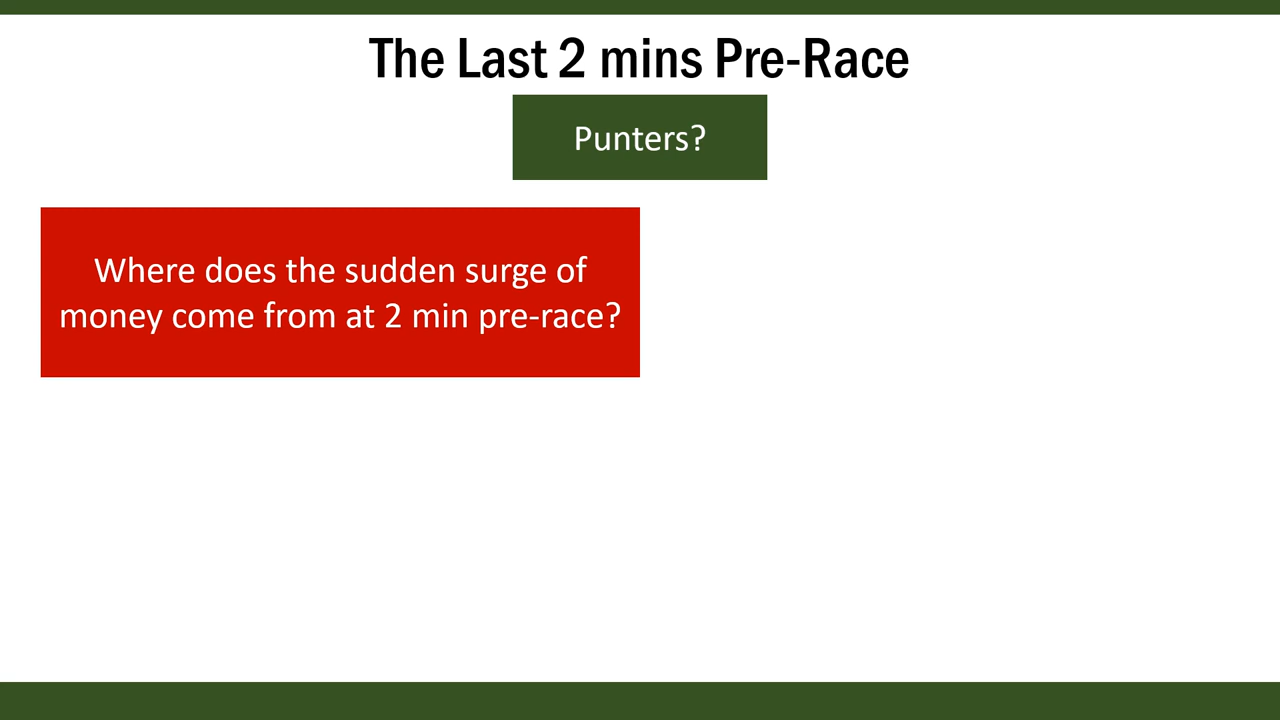 The Last 2 mins Pre-Race
Punters?
Where does the sudden surge of
money come from at 2 min pre-race?